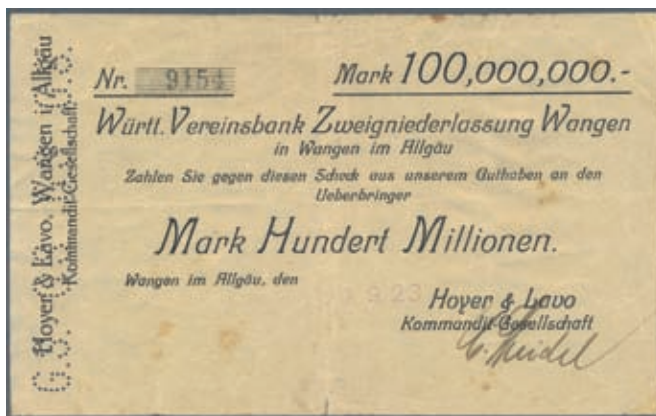 Hoyer & Lavo. Wangen i/ Allgäu
Kommandit-Gesellschaft.
Nr. 9154
Mark 100,000,000.-
Württ. Vereinsbank Zweigniederlassung Wangen
in Wangen im Allgäu
Zahlen Sie gegen diesen Scheck aus unserem Guthaben an den
Ueberbringer
Mark Hundert Millionen.
Wangen im Allgäu, den
9 23
Hoyer & Lavo
Kommandit-Gesellschaft